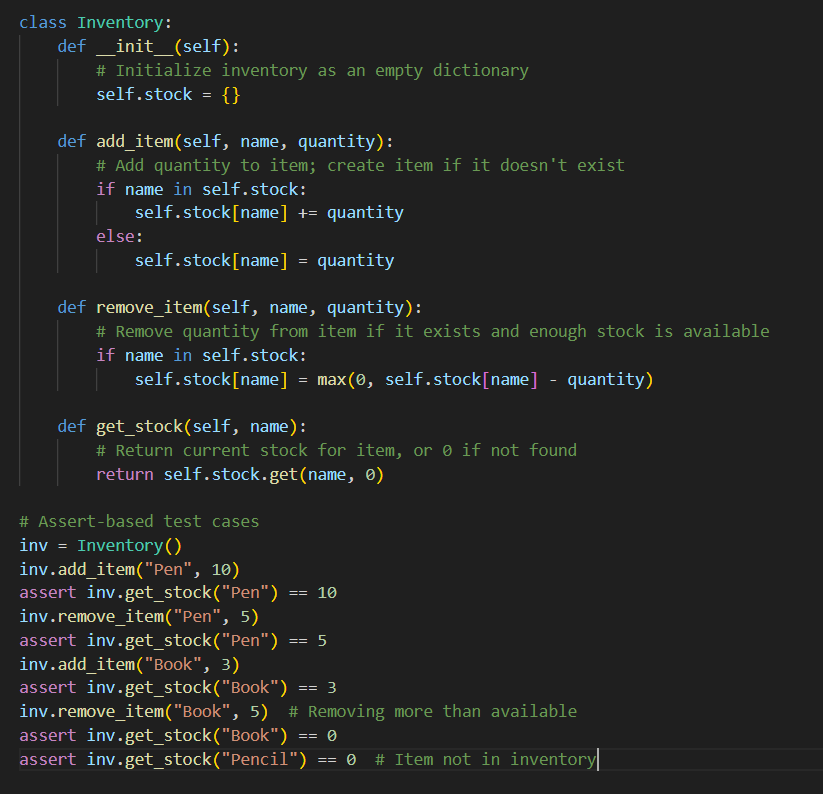 class Inventory:
    def __init__(self):
        # Initialize inventory as an empty dictionary
        self.stock = {}

    def add_item(self, name, quantity):
        # Add quantity to item; create item if it doesn't exist
        if name in self.stock:
            self.stock[name] += quantity
        else:
            self.stock[name] = quantity

    def remove_item(self, name, quantity):
        # Remove quantity from item if it exists and enough stock is available
        if name in self.stock:
            self.stock[name] = max(0, self.stock[name] - quantity)

    def get_stock(self, name):
        # Return current stock for item, or 0 if not found
        return self.stock.get(name, 0)

# Assert-based test cases
inv = Inventory()
inv.add_item("Pen", 10)
assert inv.get_stock("Pen") == 10
inv.remove_item("Pen", 5)
assert inv.get_stock("Pen") == 5
inv.add_item("Book", 3)
assert inv.get_stock("Book") == 3
inv.remove_item("Book", 5)  # Removing more than available
assert inv.get_stock("Book") == 0
assert inv.get_stock("Pencil") == 0  # Item not in inventory